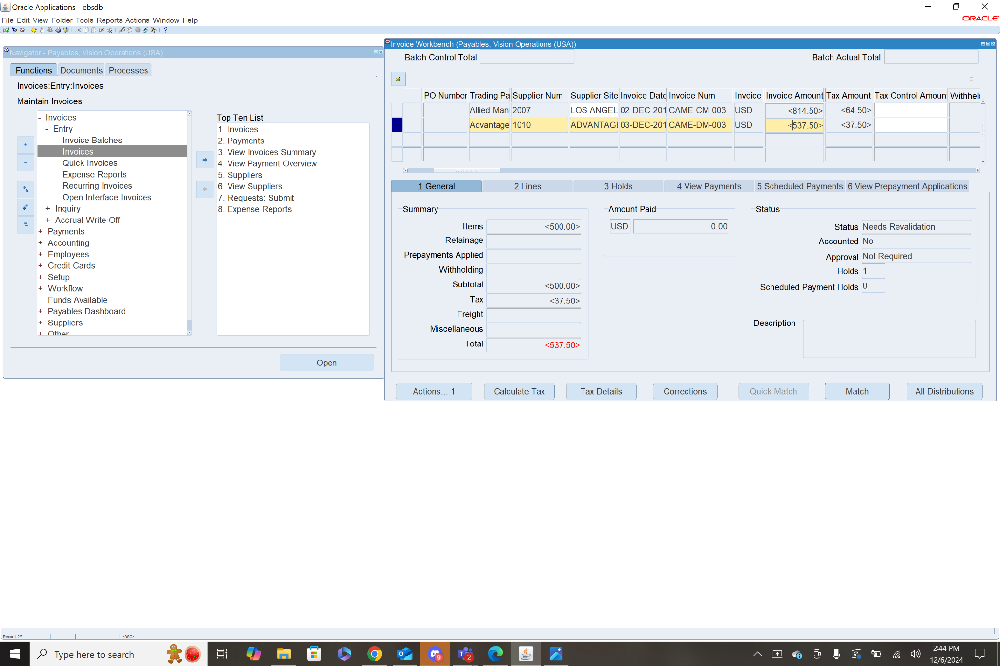 Oracle Applications - ebsdb
File Edit View Folder Tools Reports Actions Window Help
ORACLE
Navigator - Payables, Vision Operations (USA)
Functions Documents Processes
Invoices:Entry:Invoices
Maintain Invoices
- Invoices
- Entry
Invoice Batches
Invoices
Quick Invoices
Expense Reports
Recurring Invoices
Open Interface Invoices
+ Inquiry
+ Accrual Write-Off
+ Payments
+ Accounting
+ Employees
+ Credit Cards
+ Setup
+ Workflow
Funds Available
+ Payables Dashboard
+ Suppliers
+ Other
Top Ten List
1. Invoices
2. Payments
3. View Invoices Summary
4. View Payment Overview
5. Suppliers
6. View Suppliers
7. Requests: Submit
8. Expense Reports
Open
Invoice Workbench (Payables, Vision Operations (USA))
Batch Control Total Batch Actual Total
PO Number Trading Pa Supplier Num Supplier Site Invoice Date Invoice Num Invoice Invoice Amount Tax Amount Tax Control Amount Withheld
Allied Man 2007 LOS ANGEL 02-DEC-201 CAME-CM-003 USD <814.50> <64.50>
Advantage 1010 ADVANTAGE 03-DEC-201 CAME-DM-003 USD <537.50> <37.50>
1 General 2 Lines 3 Holds 4 View Payments 5 Scheduled Payments 6 View Prepayment Applications
Summary
Items <500.00>
Retainage
Prepayments Applied
Withholding
Subtotal <500.00>
Tax <37.50>
Freight
Miscellaneous
Total <537.50>
Amount Paid
USD 0.00
Status
Status Needs Revalidation
Accounted No
Approval Not Required
Holds 1
Scheduled Payment Holds 0
Description
Actions... 1 Calculate Tax Tax Details Corrections Quick Match Match All Distributions
Record: 2/2 ... <OSC>
Type here to search
9
2
2:44 PM
12/6/2024